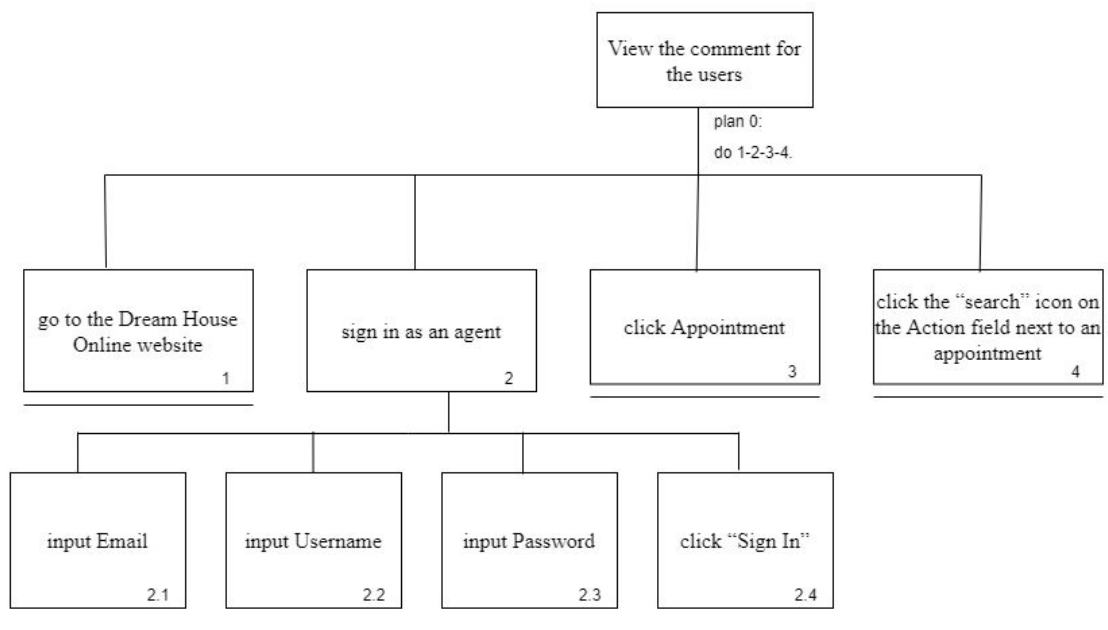 View the comment for
the users
plan 0:
do 1-2-3-4.
go to the Dream House
Online website
1
sign in as an agent
2
click Appointment
3
click the “search” icon on
the Action field next to an
appointment
4
input Email
2.1
input Username
2.2
input Password
2.3
click “Sign In”
2.4